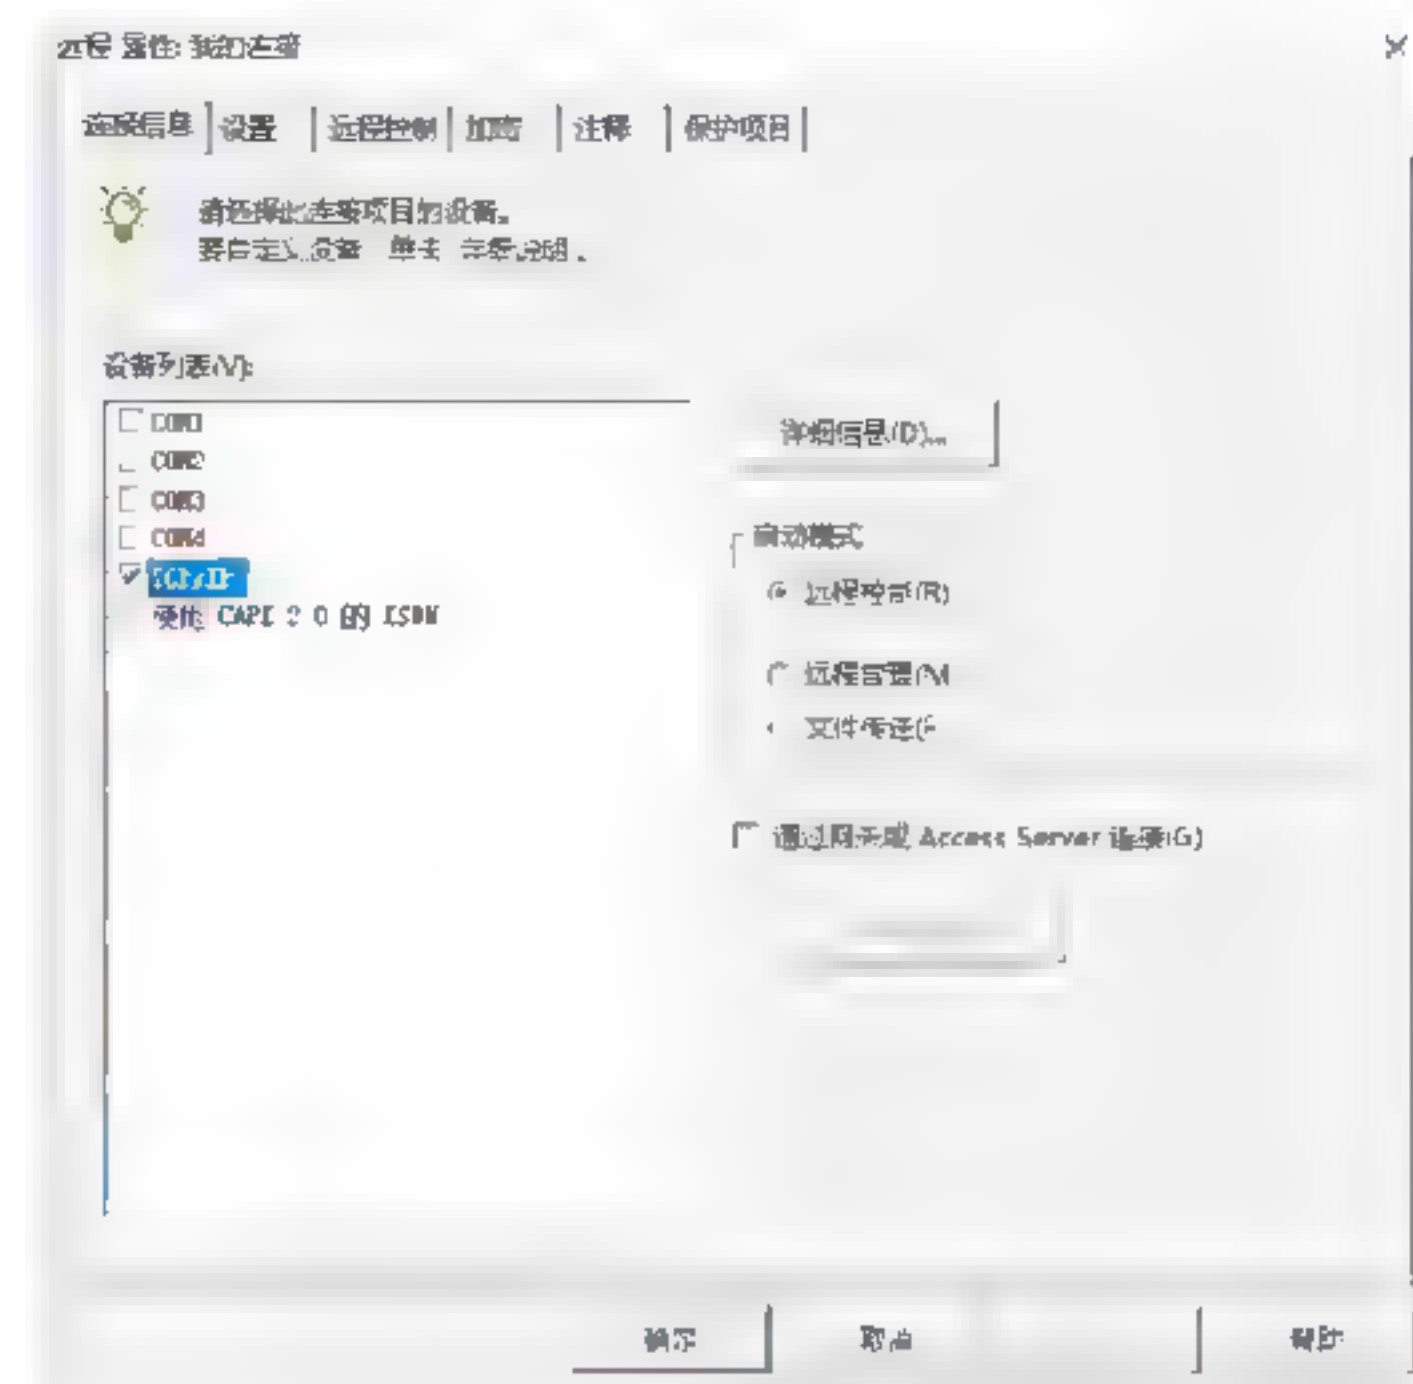 远程 属性: 我的连接
连接信息 设置 远程控制 加密 注释 保护项目
请选择此连接项目的设备。
要自定义设备 单击 详细说明.
设备列表(V):
COM1
COM2
COM3
COM4
TCP/IP
使用 CAPI 2 0 的 ISDN
详细信息(D)...
启动模式
远程控制(R)
远程管理(M
文件传送(F
通过网关或 Access Server 连接(G)
确定 取消 帮助